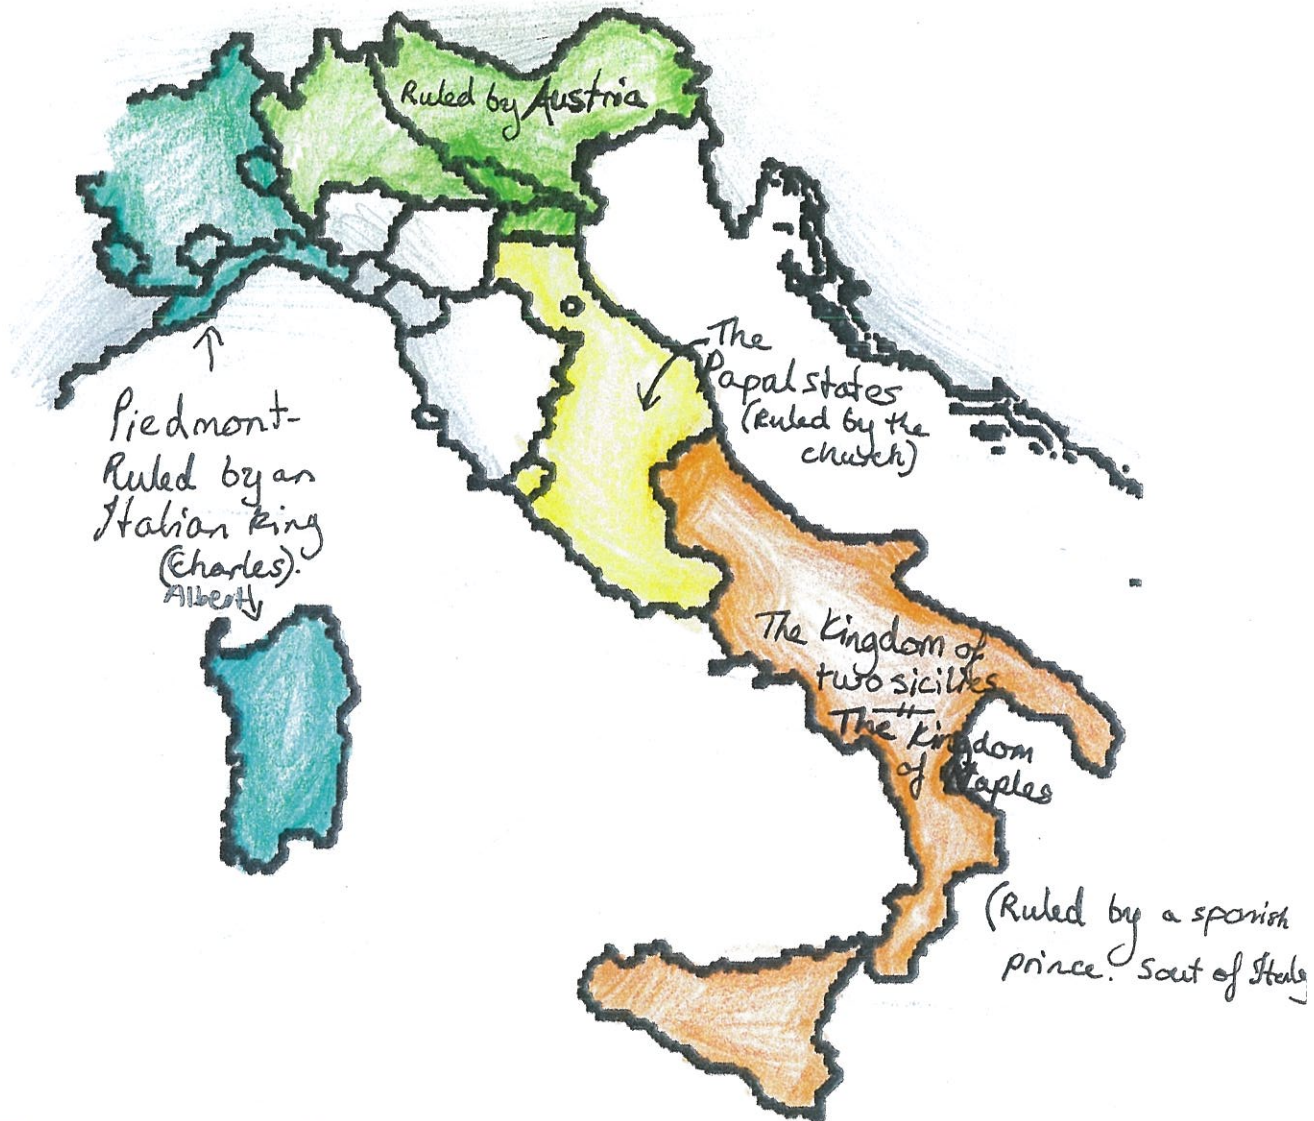 Ruled by Austria
The
Papal states
(Ruled by the
church)
Piedmont-
Ruled by an
Italian king
(Charles).
Albert
The Kingdom of
two sicilies
=
The Kingdom
of Naples
(Ruled by a spanish
prince. Sout of Italy